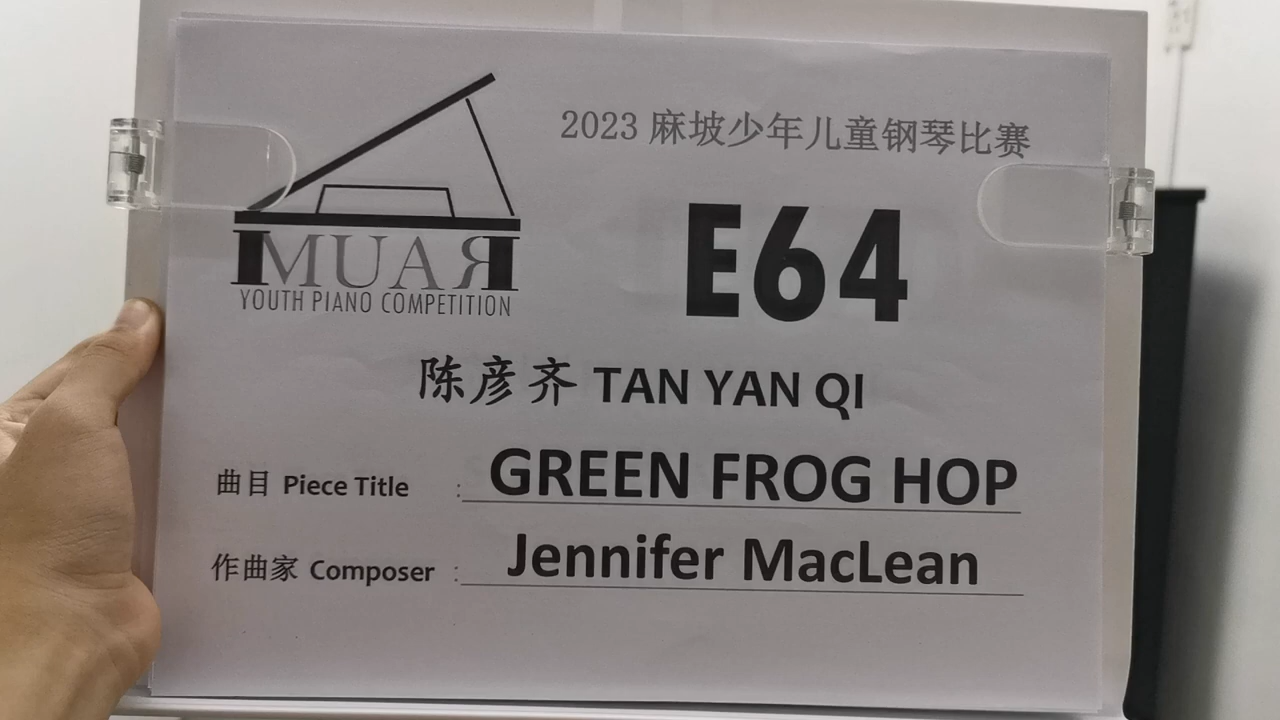 2023 麻坡少年儿童钢琴比赛
MUAR
YOUTH PIANO COMPETITION
E64
陈彦齐 TAN YAN QI
曲目 Piece Title : GREEN FROG HOP
作曲家 Composer : Jennifer MacLean